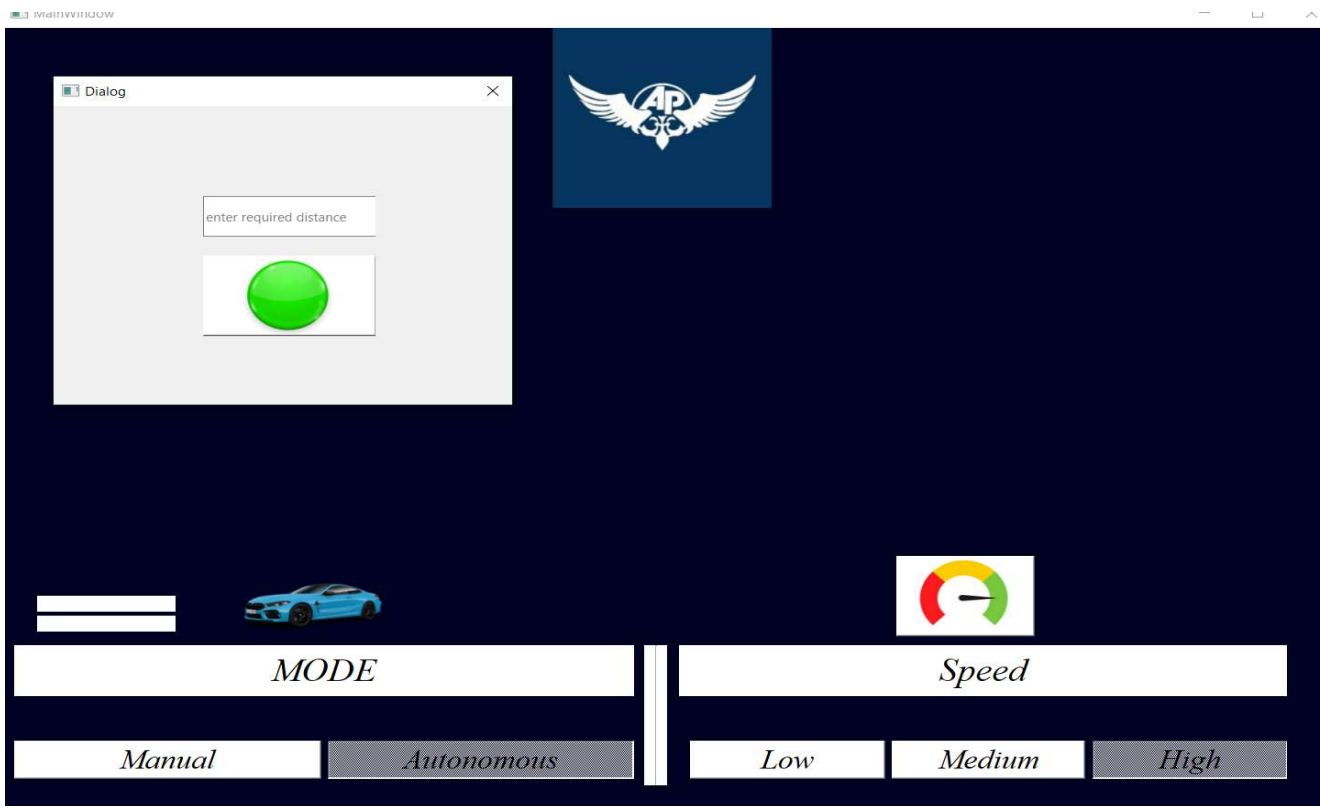 MainWindow
Dialog
AP
enter required distance
MODE
Speed
Manual
Autonomous
Low
Medium
High